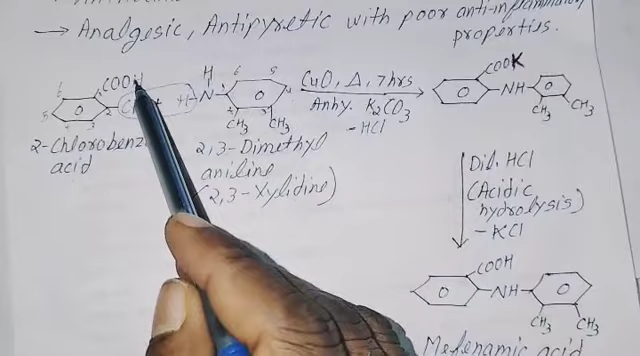 → Analgesic, Antipyretic with poor anti-inflammatory
properties.
COOH
H
H-N
CuO, Δ, 7hrs
Anhy. K2CO3
-HCl
COOK
-NH-
CH3
CH3
CH3 CH3
2-Chlorobenz
acid
2,3-Dimethyl
aniline
(2,3-Xylidine)
Dil. HCl
(Acidic
hydrolysis)
-KCl
COOH
-NH-
CH3
CH3
Mefenamic acid